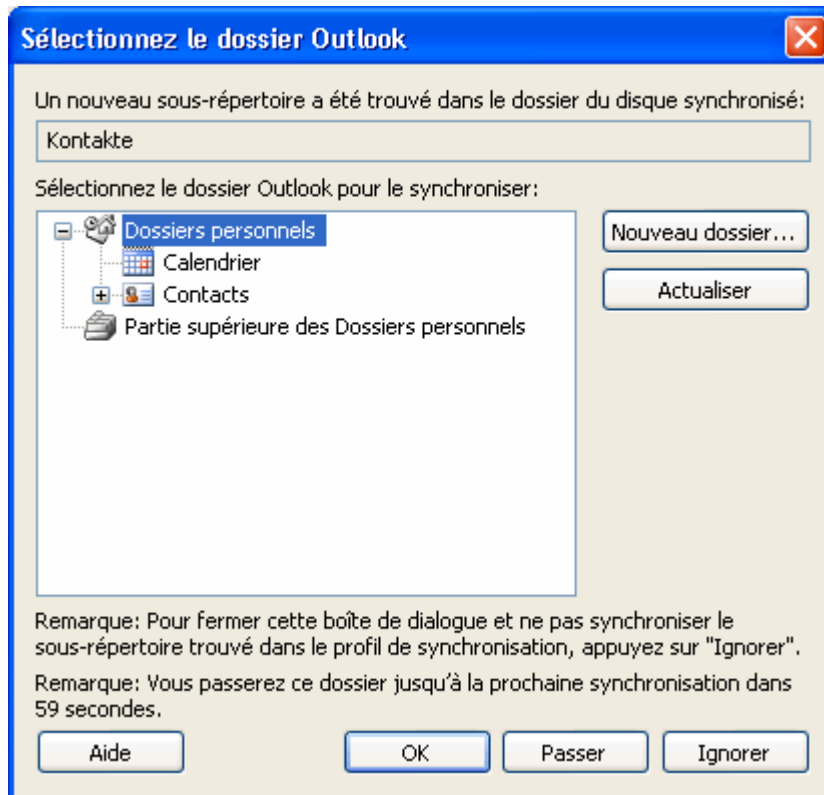 Sélectionnez le dossier Outlook
Un nouveau sous-répertoire a été trouvé dans le dossier du disque synchronisé:
Kontakte
Sélectionnez le dossier Outlook pour le synchroniser:
Dossiers personnels
Calendrier
Contacts
Partie supérieure des Dossiers personnels
Nouveau dossier...
Actualiser
Remarque: Pour fermer cette boîte de dialogue et ne pas synchroniser le
sous-répertoire trouvé dans le profil de synchronisation, appuyez sur "Ignorer".
Remarque: Vous passerez ce dossier jusqu'à la prochaine synchronisation dans
59 secondes.
Aide
OK
Passer
Ignorer